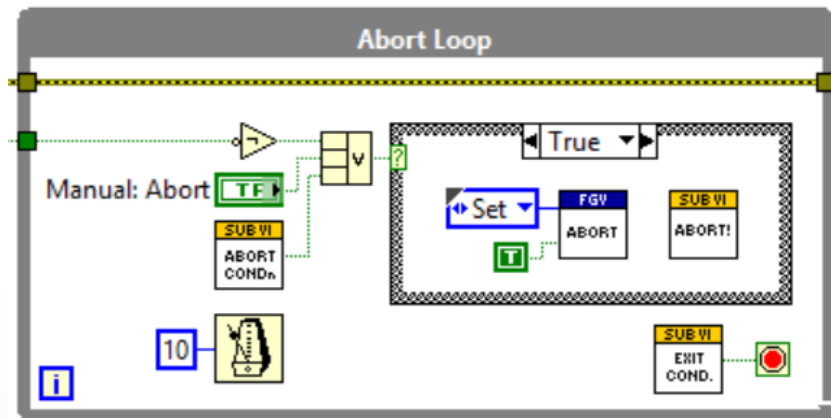 Abort Loop
True
Manual: Abort
TF
V
?
Set
FGV
ABORT
SUB VI
ABORT!
SUB VI
ABORT
CONDn
T
10
SUB VI
EXIT
COND.
i